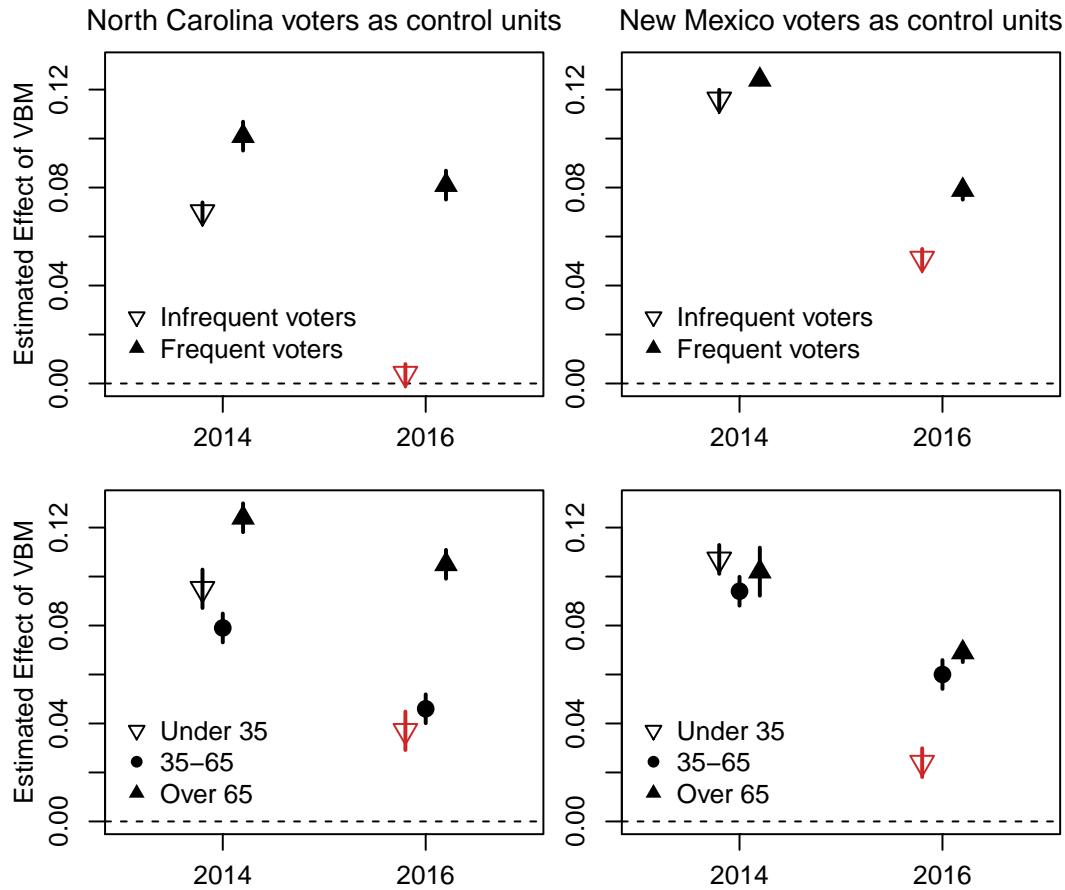 North Carolina voters as control units
New Mexico voters as control units
Estimated Effect of VBM
0.12
0.08
0.04
0.00
Infrequent voters
Frequent voters
2014
2016
0.12
0.08
0.04
0.00
Infrequent voters
Frequent voters
2014
2016
Estimated Effect of VBM
0.12
0.08
0.04
0.00
Under 35
35−65
Over 65
2014
2016
0.12
0.08
0.04
0.00
Under 35
35−65
Over 65
2014
2016